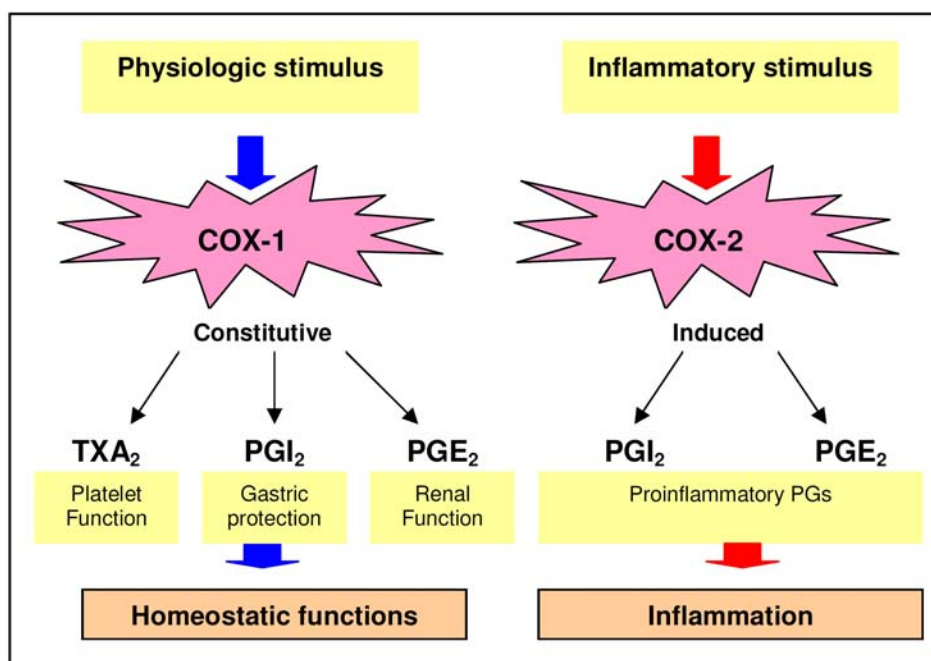 Physiologic stimulus
Inflammatory stimulus
COX-1
COX-2
Constitutive
Induced
TXA₂
PGI₂
PGE₂
PGI₂
PGE₂
Platelet
Function
Gastric
protection
Renal
Function
Proinflammatory PGs
Homeostatic functions
Inflammation